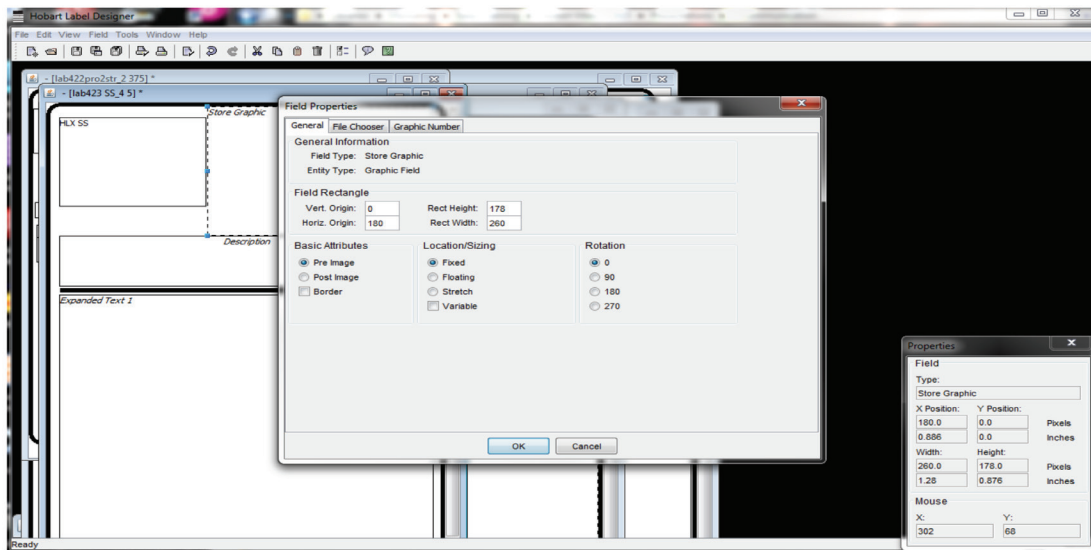 Hobart Label Designer
File Edit View Field Tools Window Help
- [lab422pro2str_2 375] *
- [lab423 SS_4 5] *
HLX SS
Store Graphic
Description
Expanded Text 1
Field Properties
General File Chooser Graphic Number
General Information
Field Type: Store Graphic
Entity Type: Graphic Field
Field Rectangle
Vert. Origin: 0 Rect Height: 178
Horiz. Origin: 180 Rect Width: 260
Basic Attributes Location/Sizing Rotation
Pre Image Fixed 0
Post Image Floating 90
Border Stretch 180
Variable 270
OK Cancel
Properties
Field
Type:
Store Graphic
X Position: Y Position:
180.0 0.0 Pixels
0.886 0.0 Inches
Width: Height:
260.0 178.0 Pixels
1.28 0.876 Inches
Mouse
X: Y:
302 68
Ready